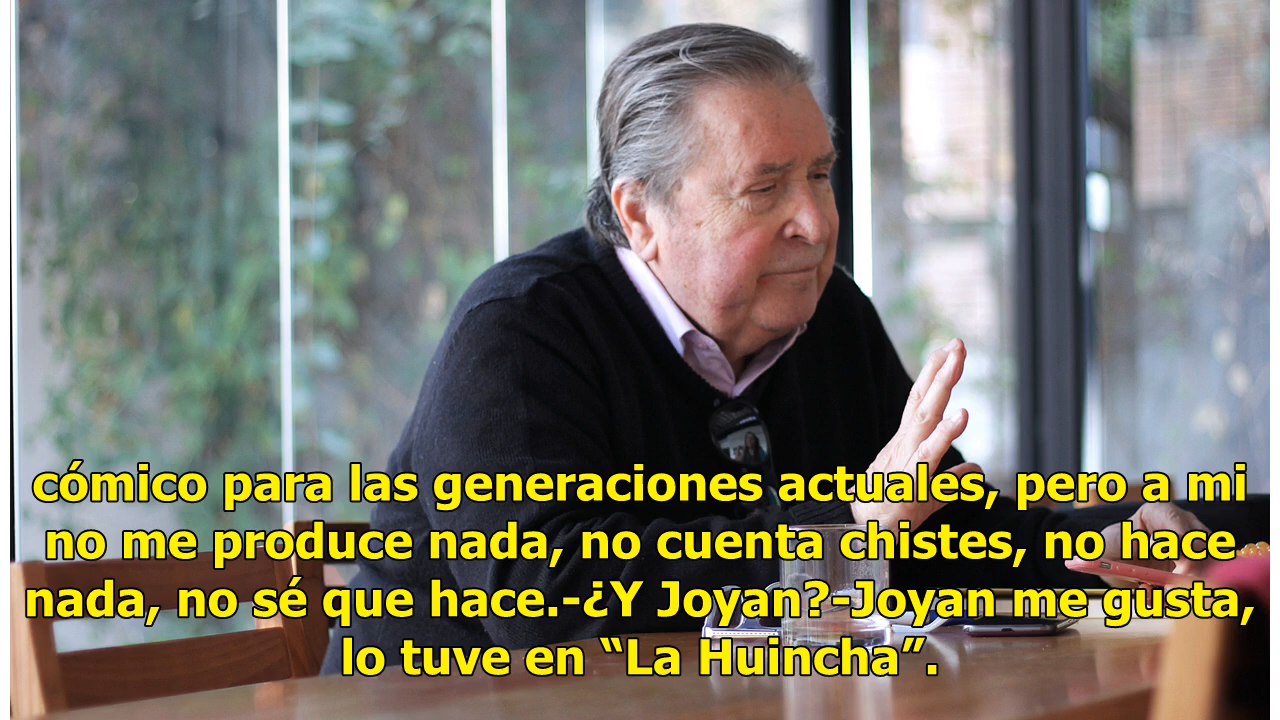 cómico para las generaciones actuales, pero a mi
no me produce nada, no cuenta chistes, no hace
nada, no sé que hace.-¿Y Joyan?-Joyan me gusta,
lo tuve en “La Huincha”.